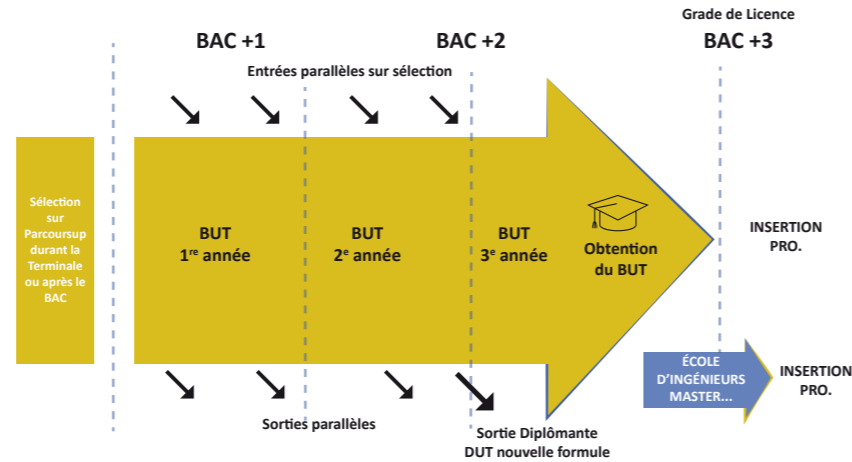 Grade de Licence
BAC +1
BAC +2
BAC +3
Entrées parallèles sur sélection
Sélection
sur
Parcoursup
durant la
Terminale
ou après le
BAC
BUT
1re année
BUT
2e année
BUT
3e année
Obtention
du BUT
INSERTION
PRO.
ÉCOLE
D'INGÉNIEURS
MASTER...
INSERTION
PRO.
Sorties parallèles
Sortie Diplômante
DUT nouvelle formule